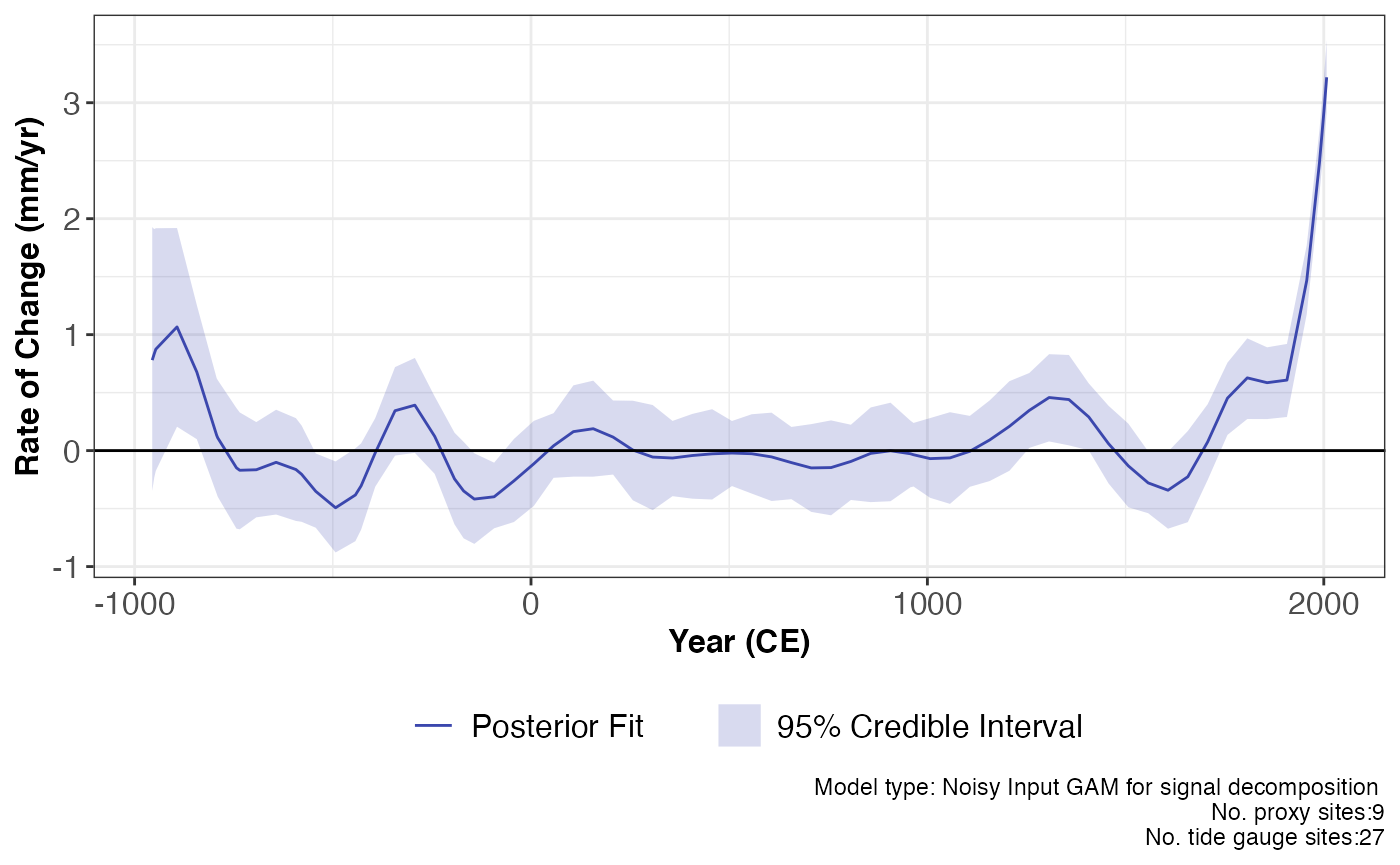 Rate of Change (mm/yr)
3
2
1
0
-1
-1000
0
1000
2000
Year (CE)
Posterior Fit
95% Credible Interval
Model type: Noisy Input GAM for signal decomposition
No. proxy sites:9
No. tide gauge sites:27